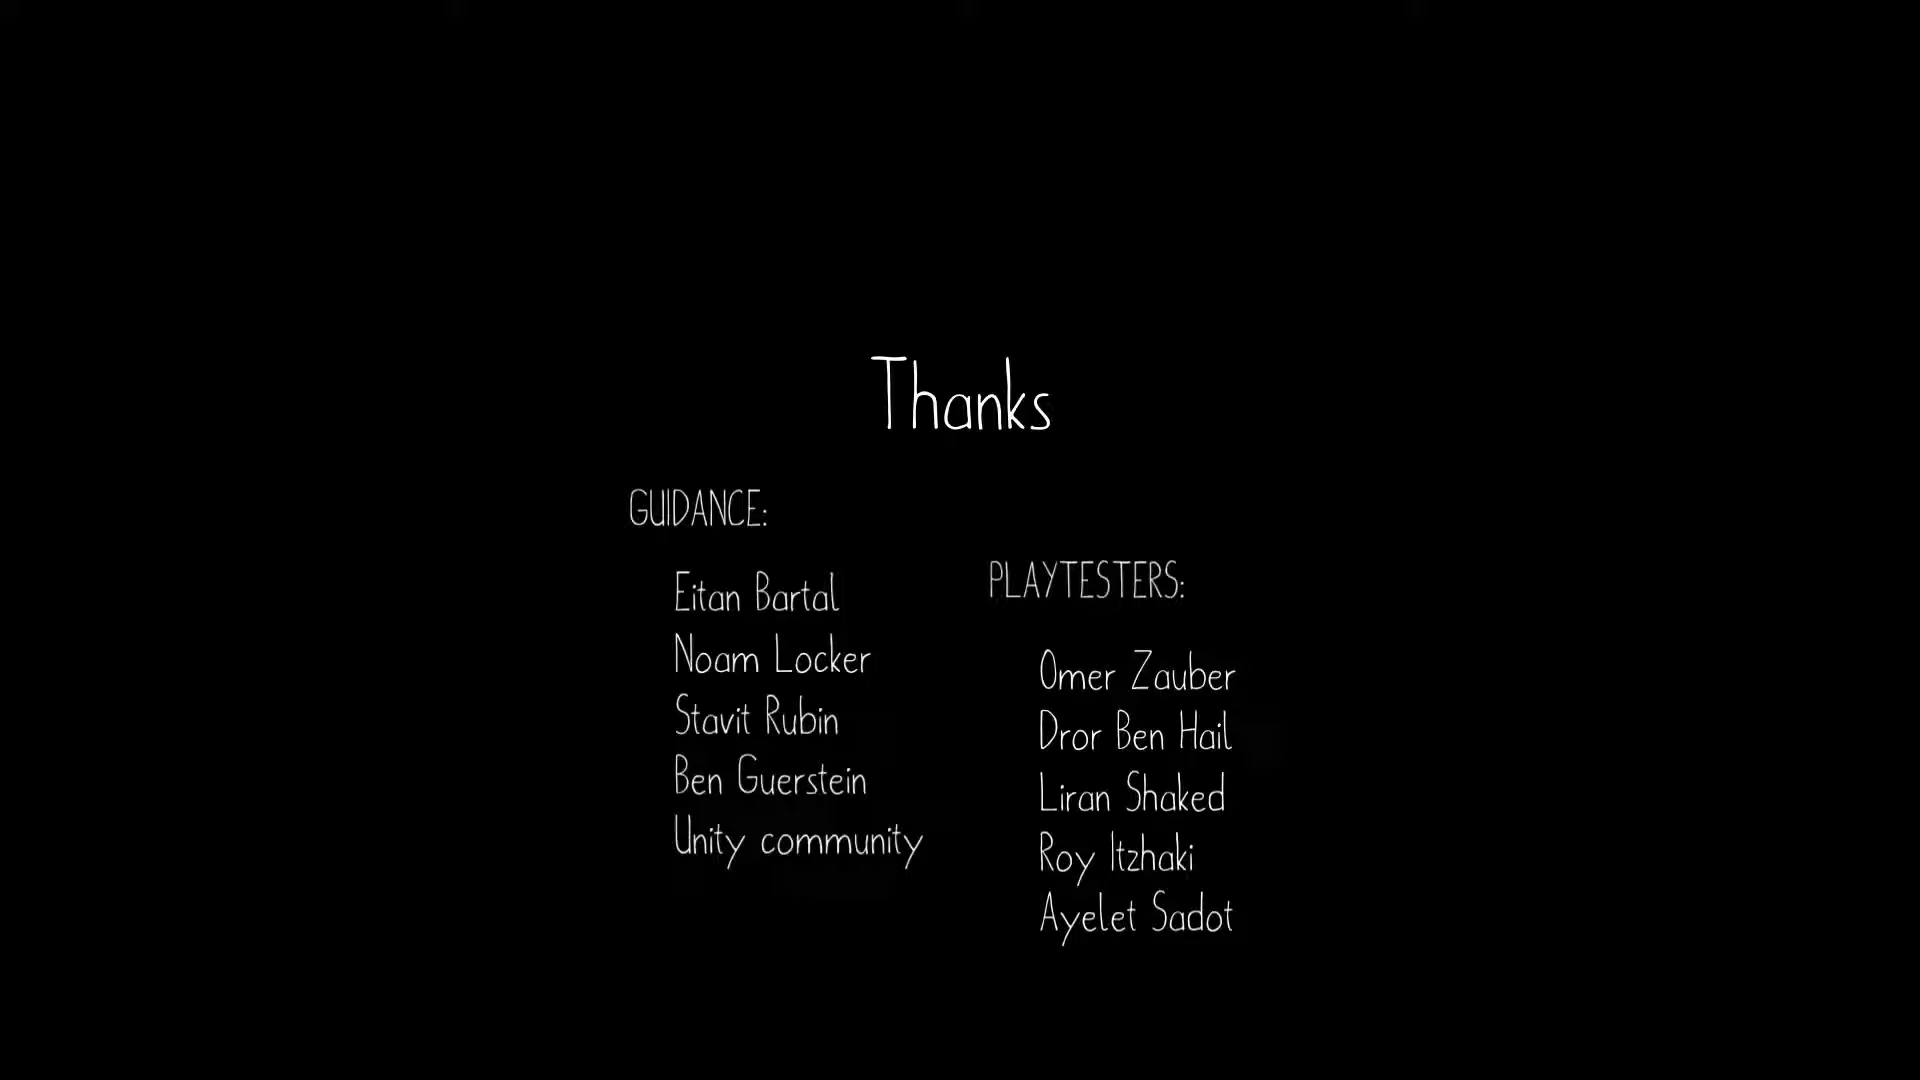 Thanks
GUIDANCE:
Eitan Bartal
Noam Locker
Stavit Rubin
Ben Guerstein
Unity community
PLAYTESTERS:
Omer Zauber
Dror Ben Hail
Liran Shaked
Roy Itzhaki
Ayelet Sadot